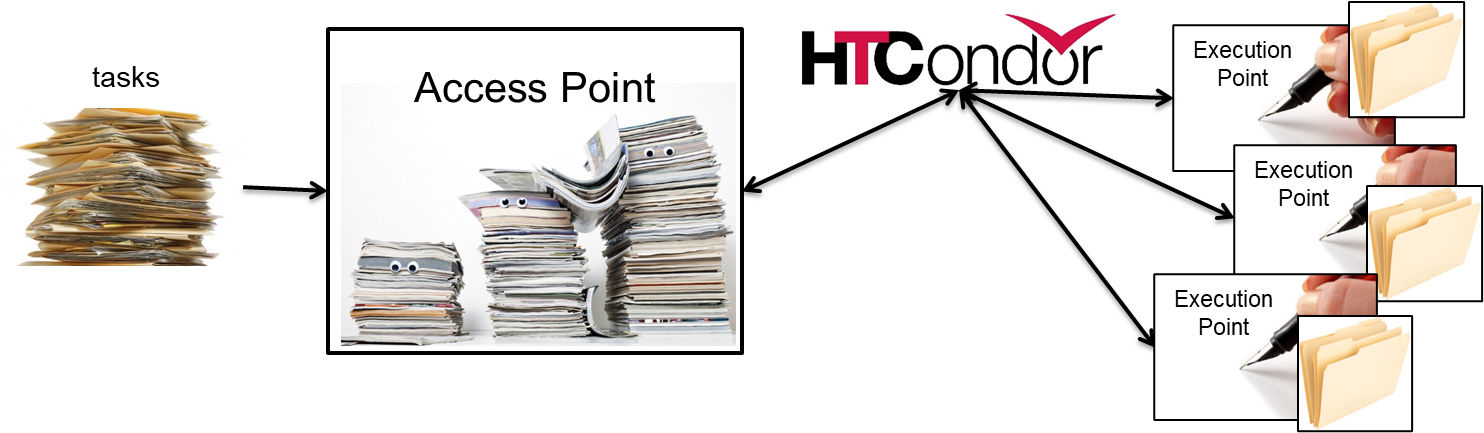 tasks
Access Point
HTCondor
Execution
Point
Execution
Point
Execution
Point